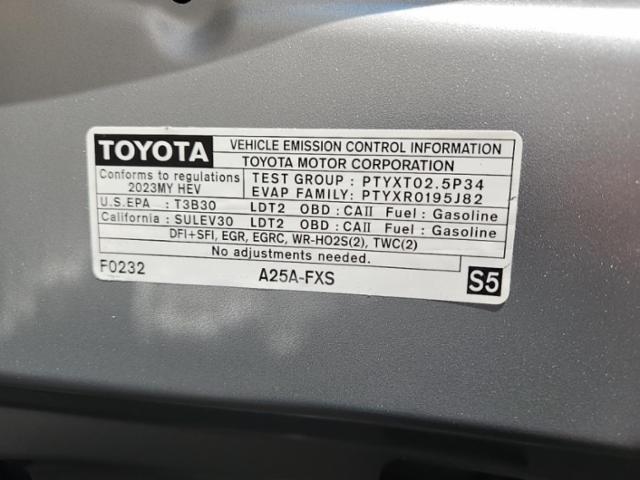 TOYOTA
VEHICLE EMISSION CONTROL INFORMATION
TOYOTA MOTOR CORPORATION
Conforms to regulations
2023MY HEV
TEST GROUP : PTYXT02.5P34
EVAP FAMILY: PTYXR0195J82
U.S.EPA : T3B30 LDT2 OBD : CAII Fuel : Gasoline
California : SULEV30 LDT2 OBD : CAII Fuel : Gasoline
DFI+SFI, EGR, EGRC, WR-HO2S(2), TWC(2)
No adjustments needed.
F0232 A25A-FXS S5